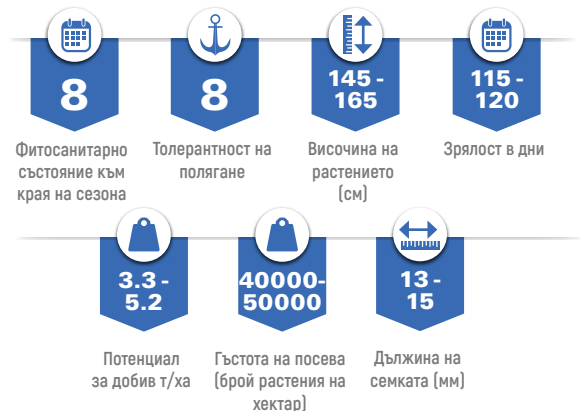 8
Фитосанитарно
състояние към
края на сезона
8
Толерантност на
полягане
145 -
165
Височина на
растението
(см)
115 -
120
Зрялост в дни
3.3 -
5.2
Потенциал
за добив т/ха
40000-
50000
Гъстота на посева
(брой растения на
хектар)
13 -
15
Дължина на
семката (мм)